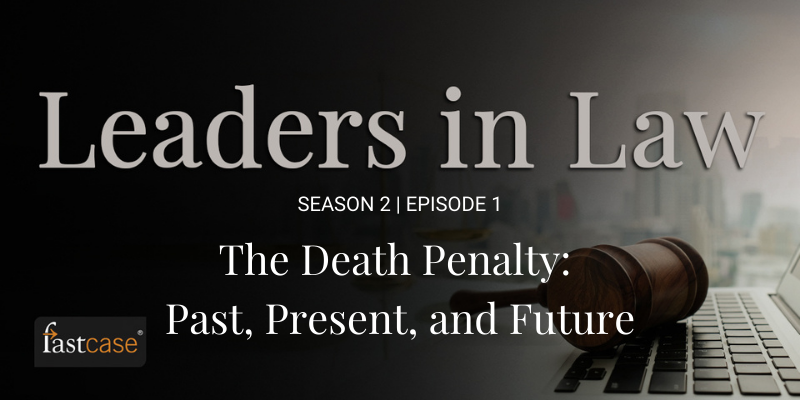 Leaders in Law
SEASON 2 | EPISODE 1
The Death Penalty:
Past, Present, and Future
fastcase®